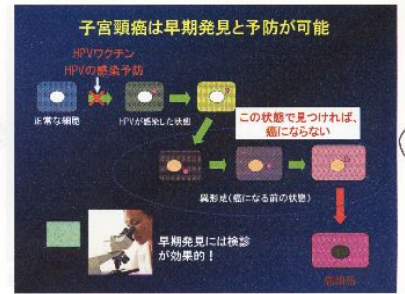 子宮頸癌は早期発見と予防が可能
HPVワクチン
HPVの感染予防
正常な細胞
HPVが感染した状態
この状態で見つければ、
癌にならない
異形成(癌になる前の状態)
早期発見には検診
が効果的！